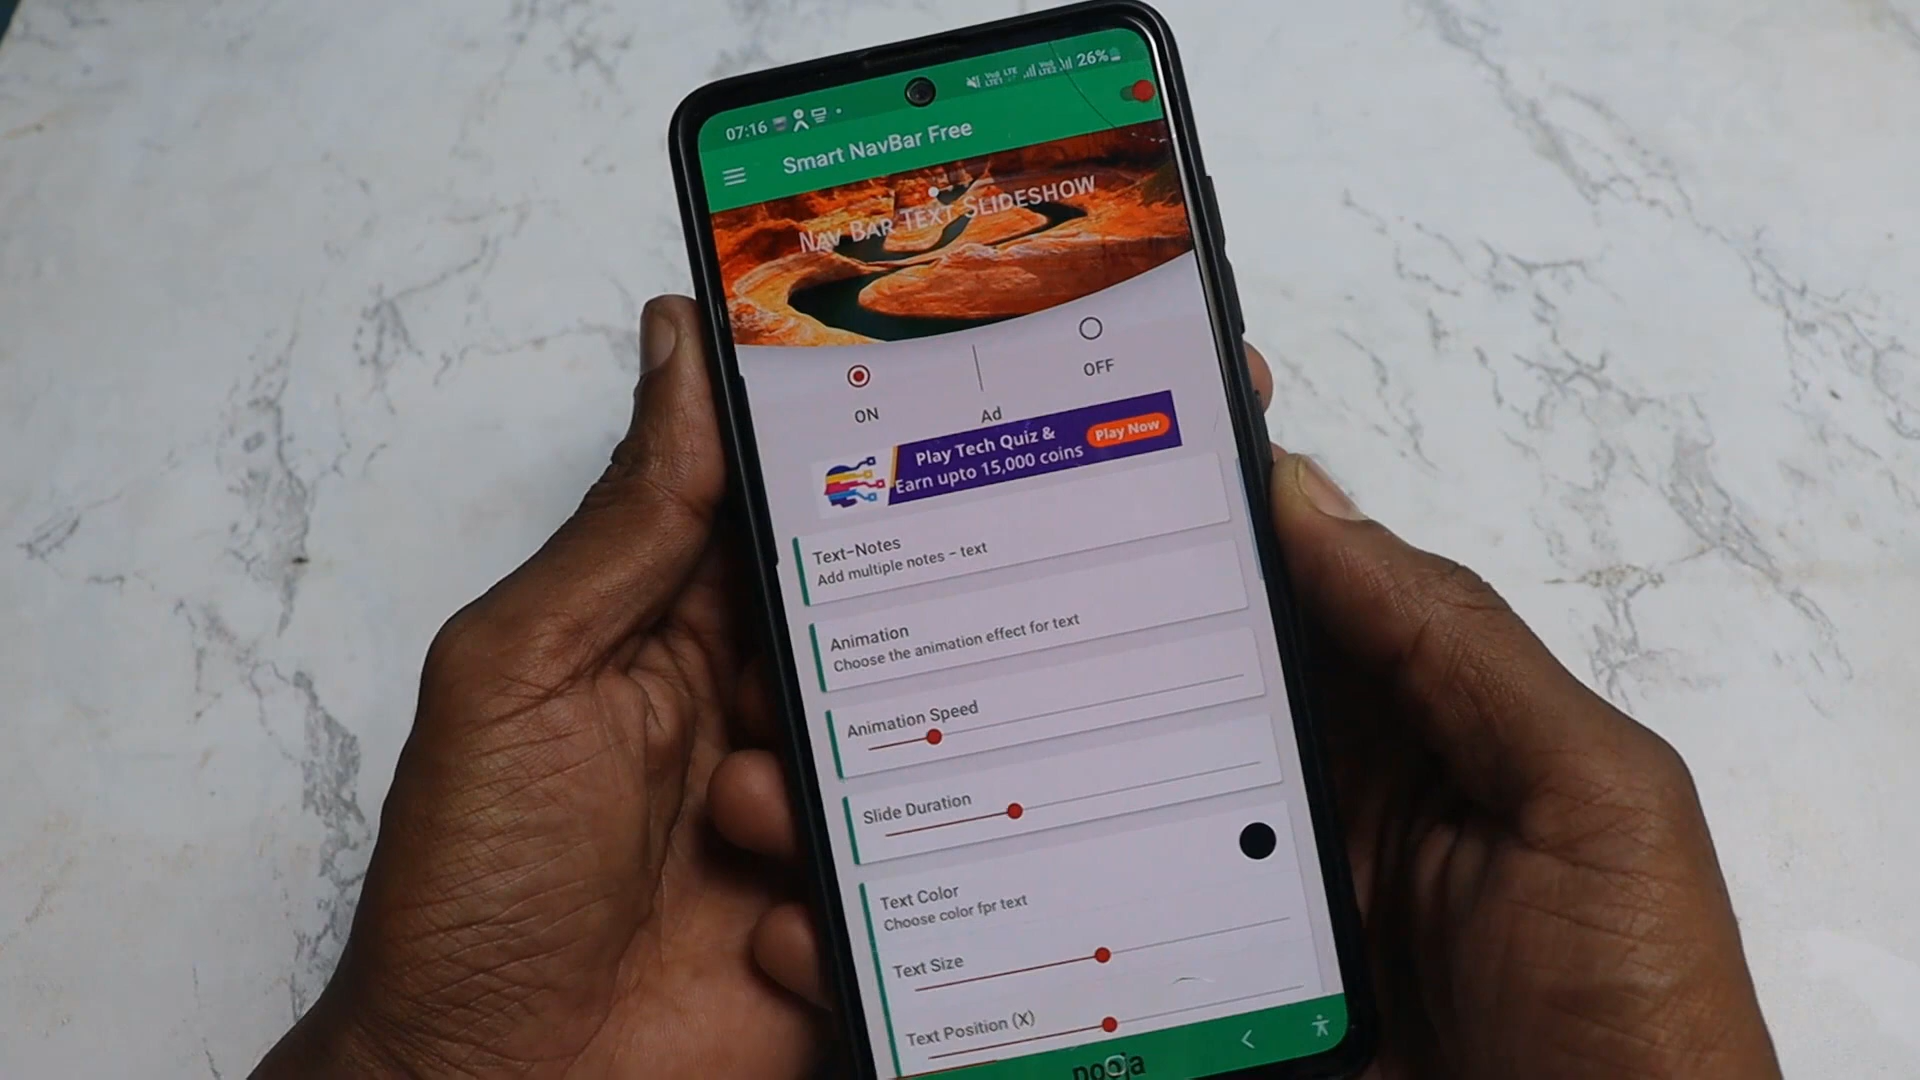 07:16
26%
Smart NavBar Free
NAV BAR TEXT SLIDESHOW
ON
OFF
Ad
Play Tech Quiz &
Earn upto 15,000 coins
Play Now
Text-Notes
Add multiple notes - text
Animation
Choose the animation effect for text
Animation Speed
Slide Duration
Text Color
Choose color fpr text
Text Size
Text Position (X)